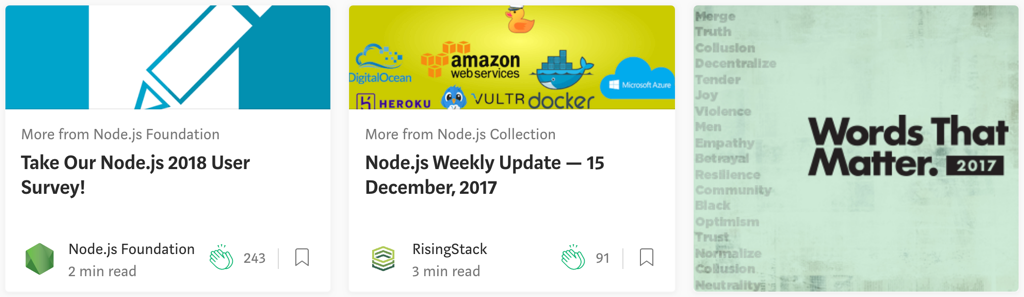 More from Node.js Foundation
Take Our Node.js 2018 User
Survey!
Node.js Foundation
2 min read
243
DigitalOcean
amazon
web services
Microsoft Azure
HEROKU
VULTR
docker
More from Node.js Collection
Node.js Weekly Update — 15
December, 2017
RisingStack
3 min read
91
Merge
Truth
Collusion
Decentralize
Tender
Joy
Violence
Men
Empathy
Betrayal
Resilience
Community
Black
Optimism
Trust
Normalize
Collusion
Neutrality
Words That
Matter. 2017